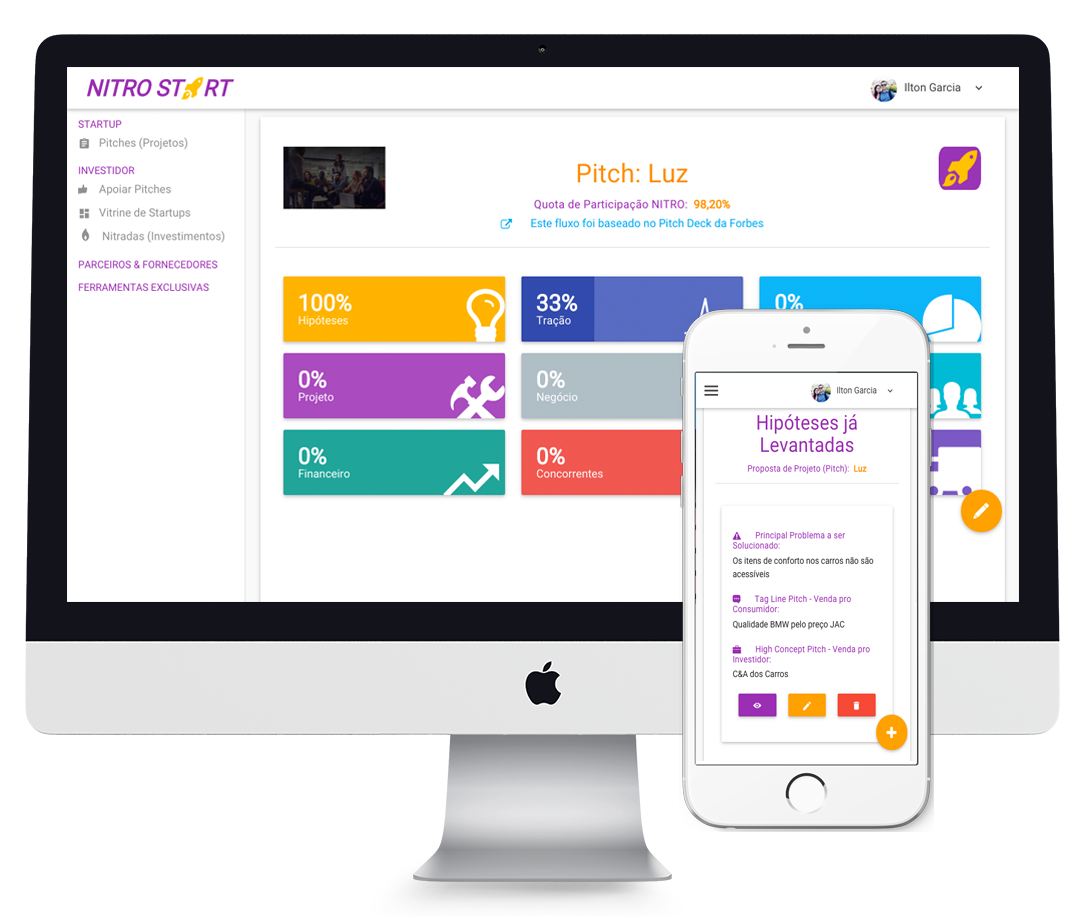 NITRO START
Ilton Garcia
STARTUP
Pitches (Projetos)
INVESTIDOR
Apoiar Pitches
Vitrine de Startups
Nitradas (Investimentos)
PARCEIROS & FORNECEDORES
FERRAMENTAS EXCLUSIVAS
Pitch: Luz
Quota de Participação NITRO: 98,20%
Este fluxo foi baseado no Pitch Deck da Forbes
100%
Hipóteses
33%
Tração
0%
0%
Projeto
0%
Negócio
0%
Financeiro
0%
Concorrentes
Ilton Garcia
Hipóteses já
Levantadas
Proposta de Projeto (Pitch): Luz
Principal Problema a ser
Solucionado:
Os itens de conforto nos carros não são
acessíveis
Tag Line Pitch - Venda pro
Consumidor:
Qualidade BMW pelo preço JAC
High Concept Pitch - Venda pro
Investidor:
C&A dos Carros